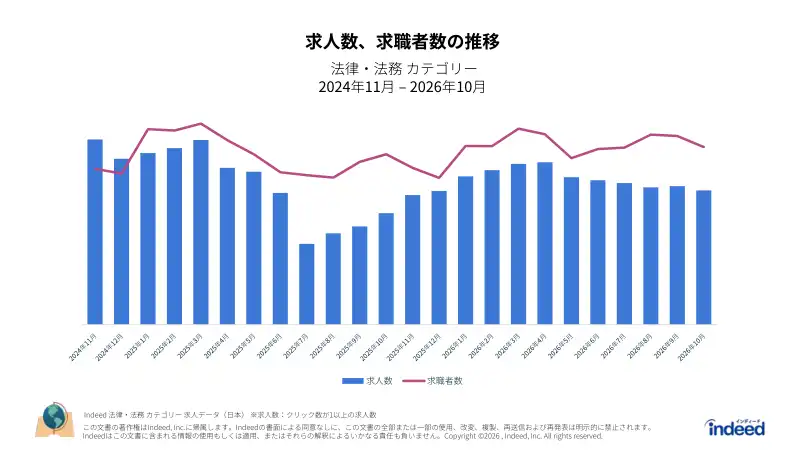 求人数、求職者数の推移
法律・法務 カテゴリー
2024年11月 – 2026年10月
2024年11月
2024年12月
2025年1月
2025年2月
2025年3月
2025年4月
2025年5月
2025年6月
2025年7月
2025年8月
2025年9月
2025年10月
2025年11月
2025年12月
2026年1月
2026年2月
2026年3月
2026年4月
2026年5月
2026年6月
2026年7月
2026年8月
2026年9月
2026年10月
求人数 求職者数
Indeed 法律・法務 カテゴリー 求人データ（日本） ※求人数：クリック数が1以上の求人数
この文書の著作権はIndeed, Inc.に帰属します。Indeedの書面による同意なしに、この文書の全部または一部の使用、改変、複製、再送信および再発表は明示的に禁止されます。
Indeedはこの文書に含まれる情報の使用もしくは適用、またはそれらの解釈によるいかなる責任も負いません。Copyright ©2026 , Indeed, Inc. All rights reserved.
インディード
indeed